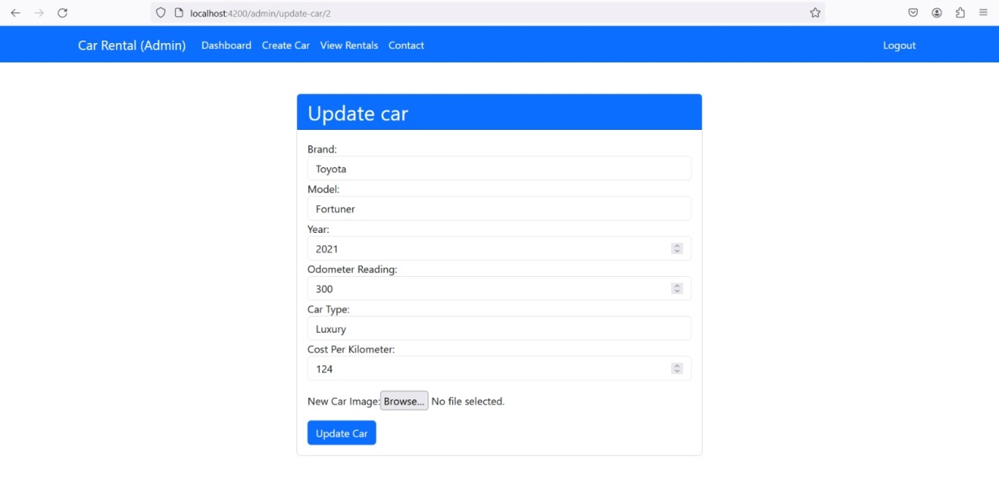 localhost:4200/admin/update-car/2
Car Rental (Admin) Dashboard Create Car View Rentals Contact Logout
Update car
Brand:
Toyota
Model:
Fortuner
Year:
2021
Odometer Reading:
300
Car Type:
Luxury
Cost Per Kilometer:
124
New Car Image: Browse... No file selected.
Update Car